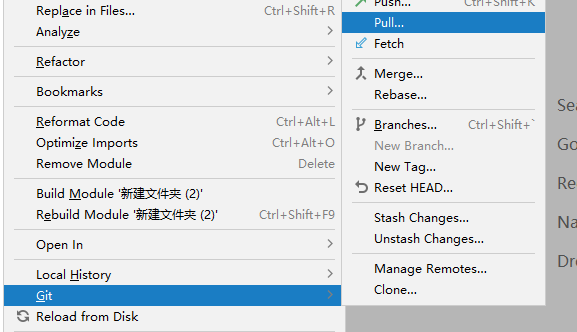 Replace in Files... Ctrl+Shift+R
Analyze
Refactor
Bookmarks
Reformat Code Ctrl+Alt+L
Optimize Imports Ctrl+Alt+O
Remove Module Delete
Build Module '新建文件夹 (2)'
Rebuild Module '新建文件夹 (2)' Ctrl+Shift+F9
Open In
Local History
Git
Reload from Disk
Push... Ctrl+Shift+K
Pull...
Fetch
Merge...
Rebase...
Branches... Ctrl+Shift+`
New Branch...
New Tag...
Reset HEAD...
Stash Changes...
Unstash Changes...
Manage Remotes...
Clone...
Sea
Go
Re
Na
Dro